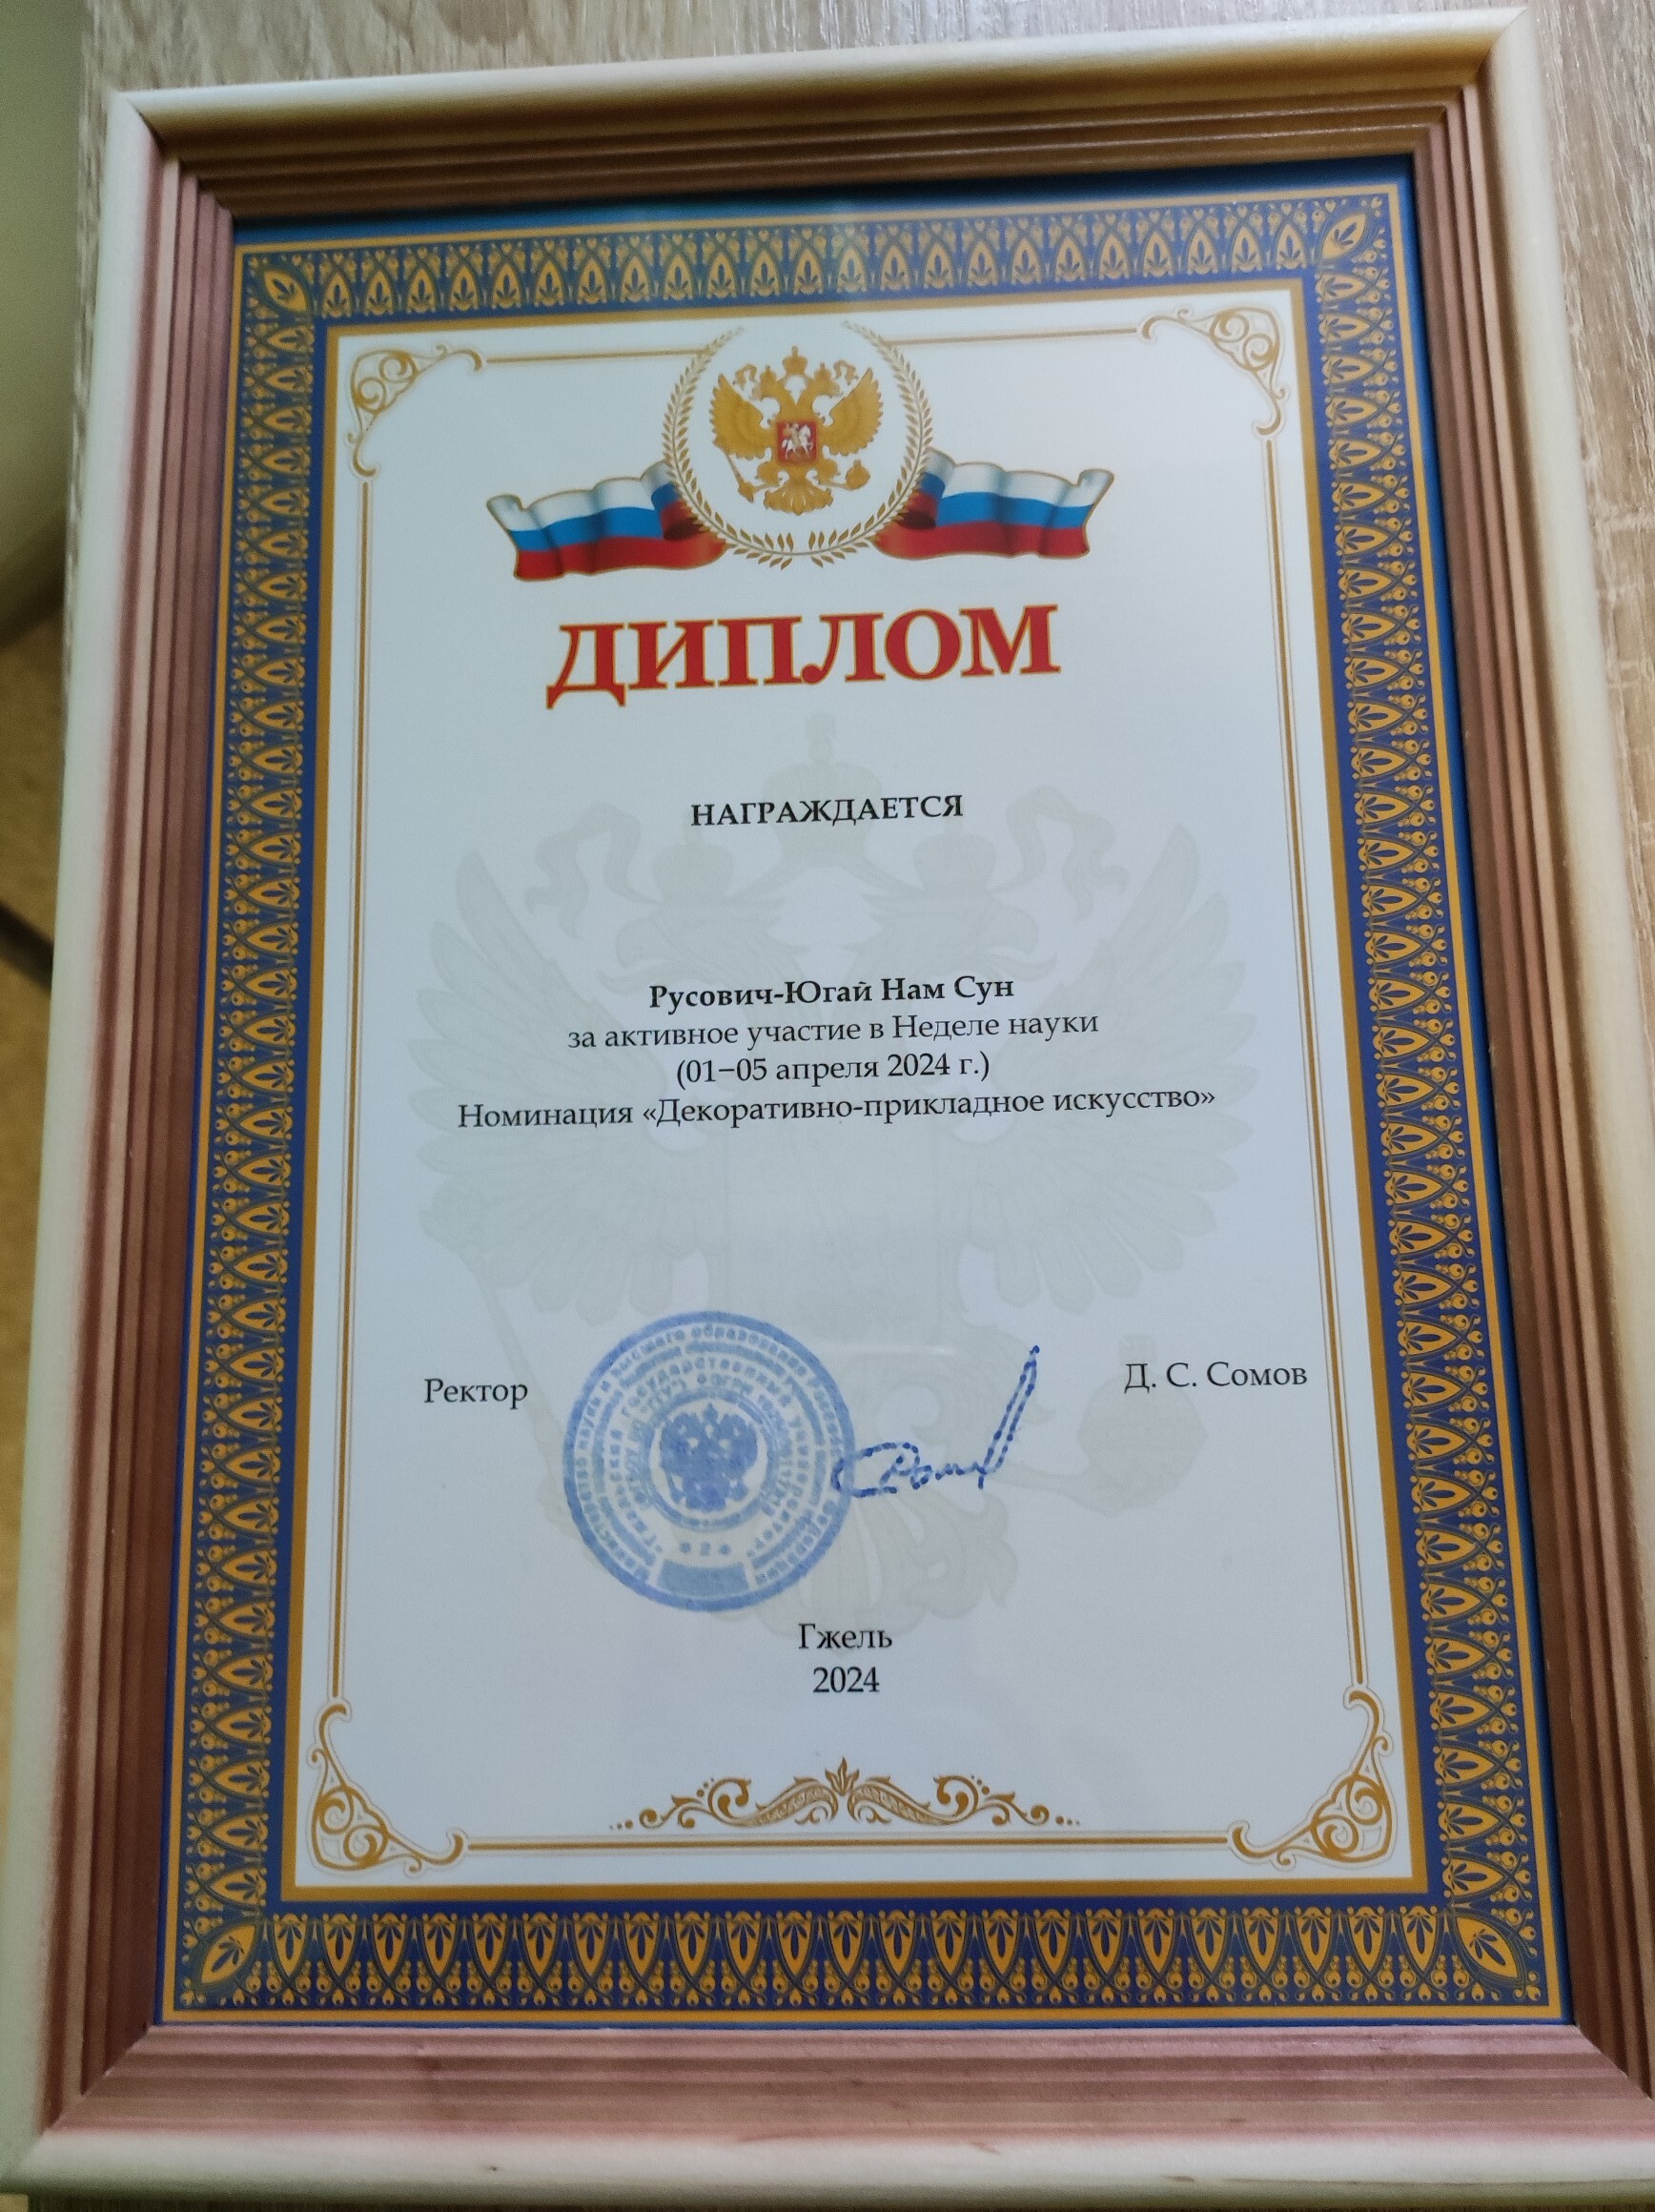 ДИПЛОМ
НАГРАЖДАЕТСЯ
Русович-Югай Нам Сун
за активное участие в Неделе науки
(01–05 апреля 2024 г.)
Номинация «Декоративно-прикладное искусство»
Ректор
Д. С. Сомов
Гжель
2024